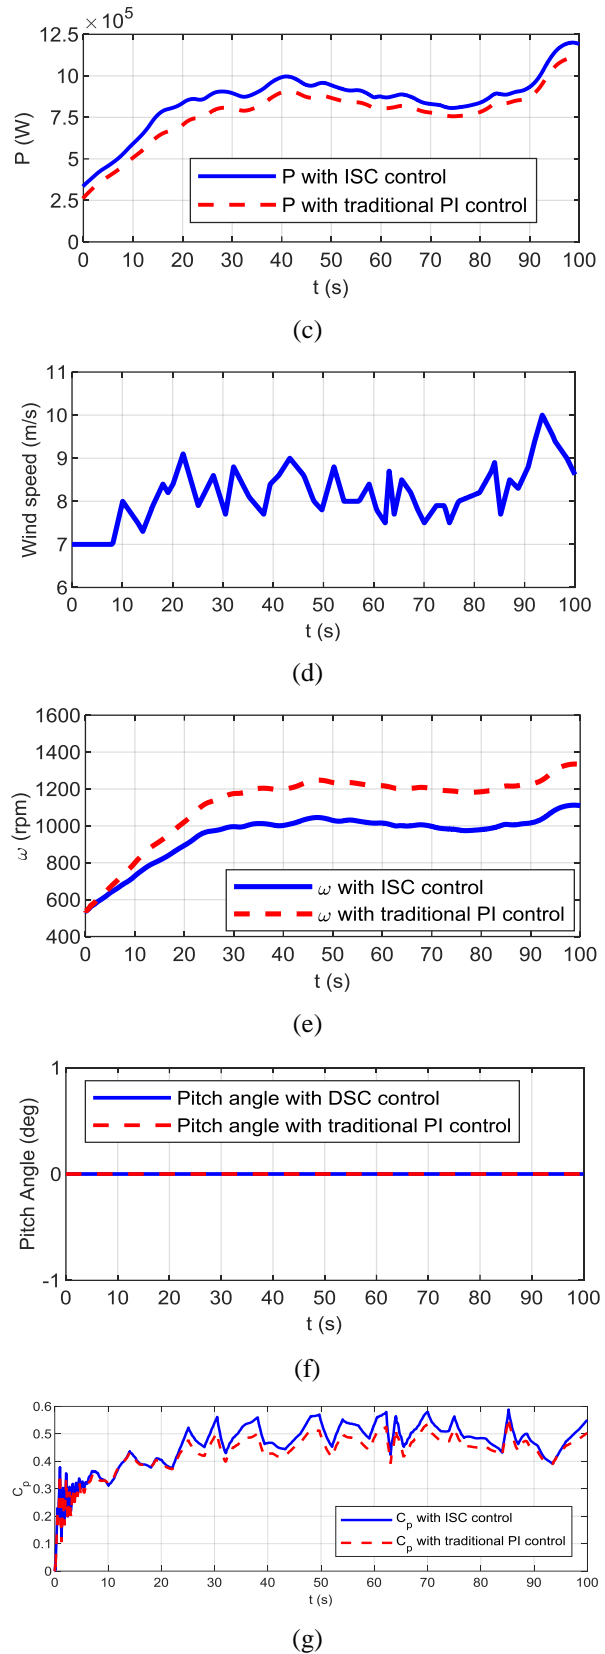 ×10⁵
12.5
10
7.5
5
2.5
0
P (W)
P with ISC control
P with traditional PI control
0 10 20 30 40 50 60 70 80 90 100
t (s)
(c)
11
10
9
8
7
6
Wind speed (m/s)
0 10 20 30 40 50 60 70 80 90 100
t (s)
(d)
1600
1400
1200
1000
800
600
400
ω (rpm)
ω with ISC control
ω with traditional PI control
0 10 20 30 40 50 60 70 80 90 100
t (s)
(e)
1
0
-1
Pitch Angle (deg)
Pitch angle with DSC control
Pitch angle with traditional PI control
0 10 20 30 40 50 60 70 80 90 100
t (s)
(f)
0.6
0.5
0.4
0.3
0.2
0.1
0
Cₚ
Cₚ with ISC control
Cₚ with traditional PI control
0 10 20 30 40 50 60 70 80 90 100
t (s)
(g)